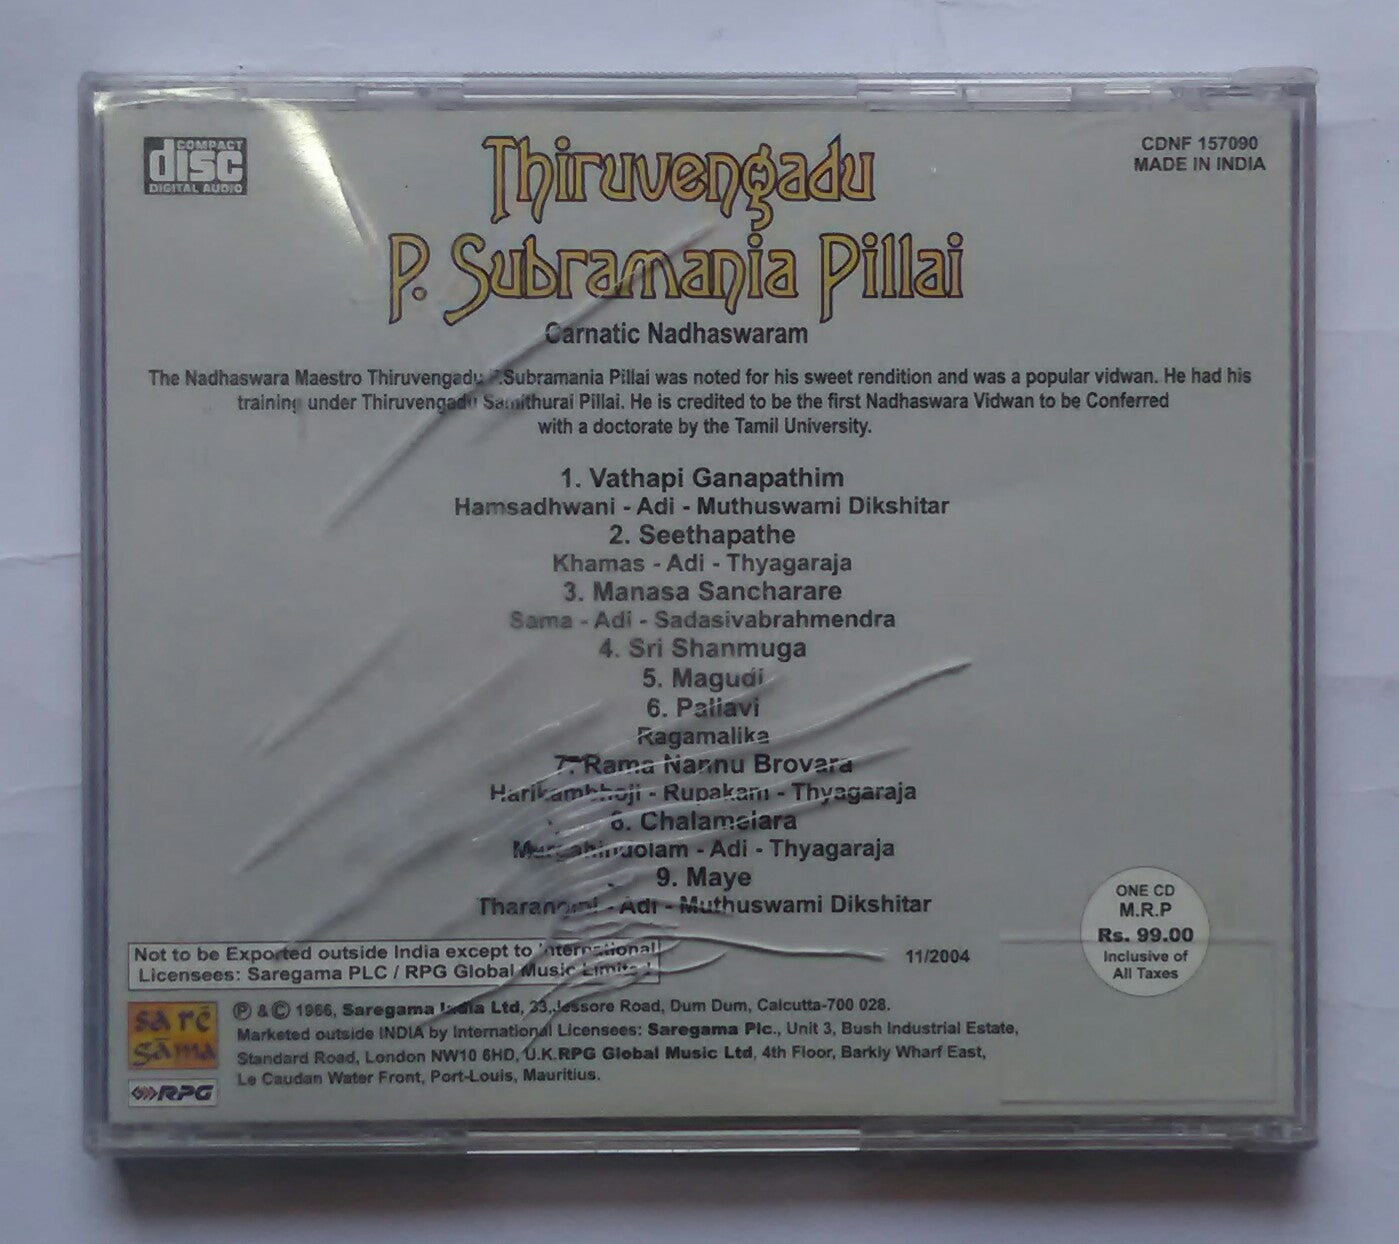 COMPACT
disc
DIGITAL AUDIO
CDNF 157090
MADE IN INDIA
Thiruvengadu
P. Subramania Pillai
Carnatic Nadhaswaram
The Nadhaswara Maestro Thiruvengadu P.Subramania Pillai was noted for his sweet rendition and was a popular vidwan. He had his
training under Thiruvengadu Samithurai Pillai. He is credited to be the first Nadhaswara Vidwan to be Conferred
with a doctorate by the Tamil University.
1. Vathapi Ganapathim
Hamsadhwani - Adi - Muthuswami Dikshitar
2. Seethapathe
Khamas - Adi - Thyagaraja
3. Manasa Sancharare
Sama - Adi - Sadasivabrahmendra
4. Sri Shanmuga
5. Magudi
6. Pallavi
Ragamalika
7. Rama Nannu Brovara
Harikambhoji - Rupakam - Thyagaraja
8. Chalamelara
Margahindolam - Adi - Thyagaraja
9. Maye
Tharangini - Adi - Muthuswami Dikshitar
Not to be Exported outside India except to International
Licensees: Saregama PLC / RPG Global Music Limited
11/2004
ONE CD
M.R.P
Rs. 99.00
Inclusive of
All Taxes
sa rē
gāma
RPG
℗ & © 1966, Saregama India Ltd, 33, Jessore Road, Dum Dum, Calcutta-700 028.
Marketed outside INDIA by International Licensees: Saregama Plc., Unit 3, Bush Industrial Estate,
Standard Road, London NW10 6HD, U.K.RPG Global Music Ltd, 4th Floor, Barkly Wharf East,
Le Caudan Water Front, Port-Louis, Mauritius.